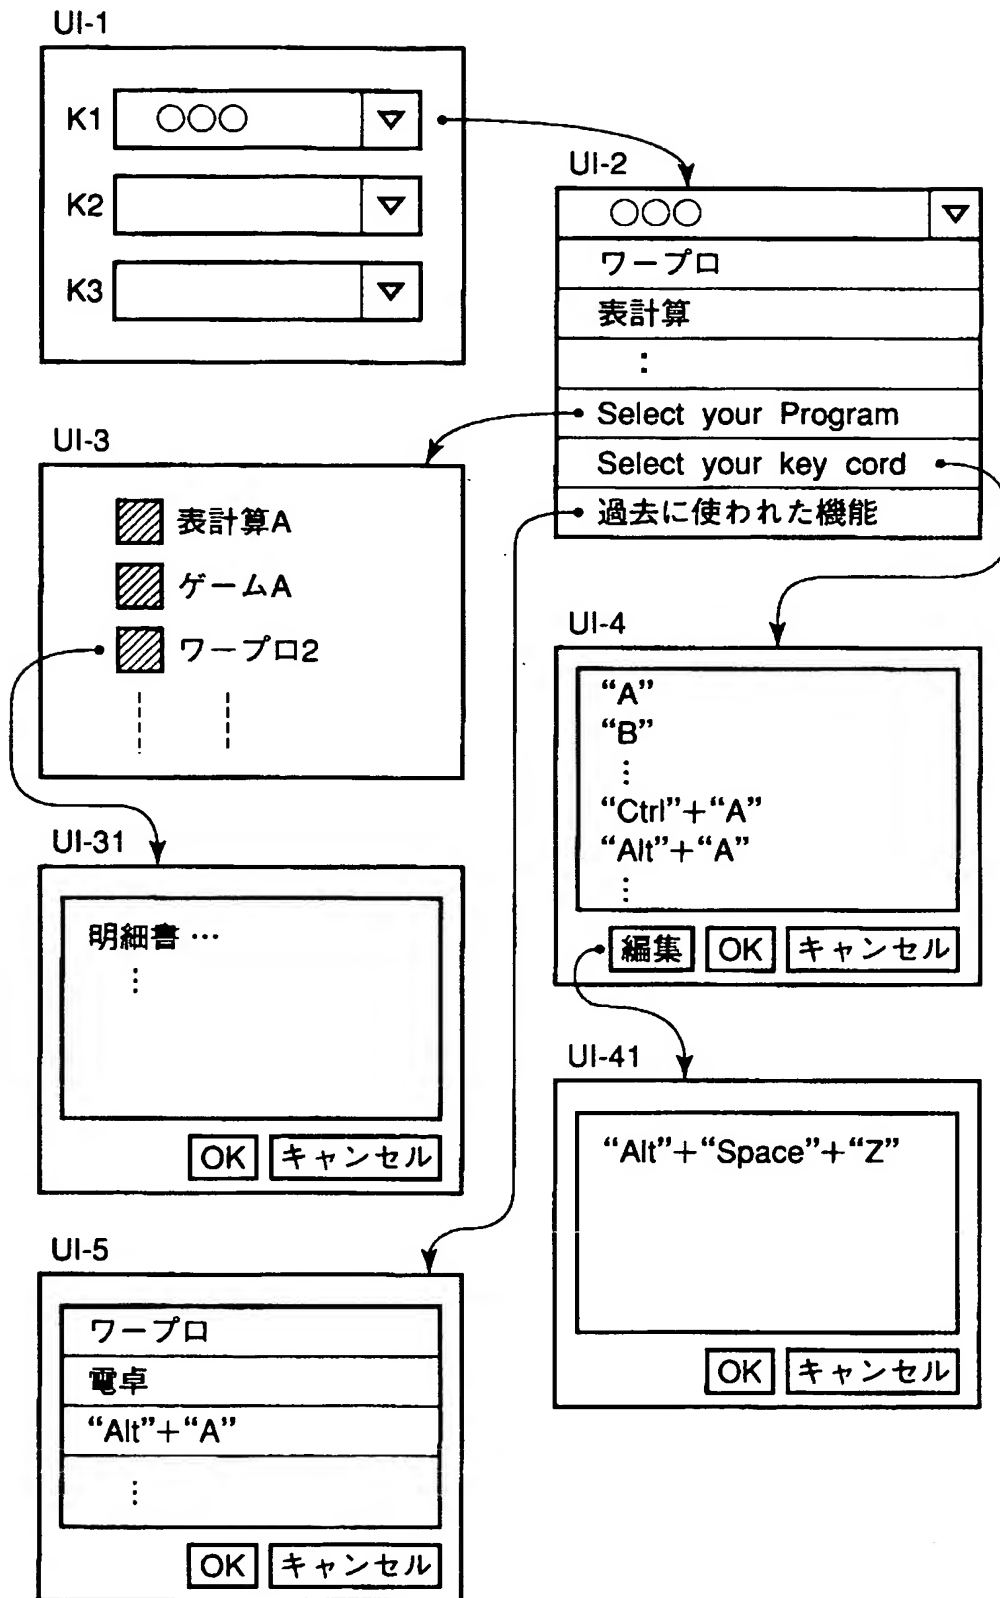 UI-1
K1 ○○○ ▽
K2 ▽
K3 ▽
UI-2
○○○ ▽
ワープロ
表計算
:
Select your Program
Select your key cord
過去に使われた機能
UI-3
表計算A
ゲームA
ワープロ2
UI-31
明細書 …
⋮
OK キャンセル
UI-4
“A”
“B”
⋮
“Ctrl”+“A”
“Alt”+“A”
⋮
編集 OK キャンセル
UI-41
“Alt”+“Space”+“Z”
OK キャンセル
UI-5
ワープロ
電卓
“Alt”+“A”
⋮
OK キャンセル